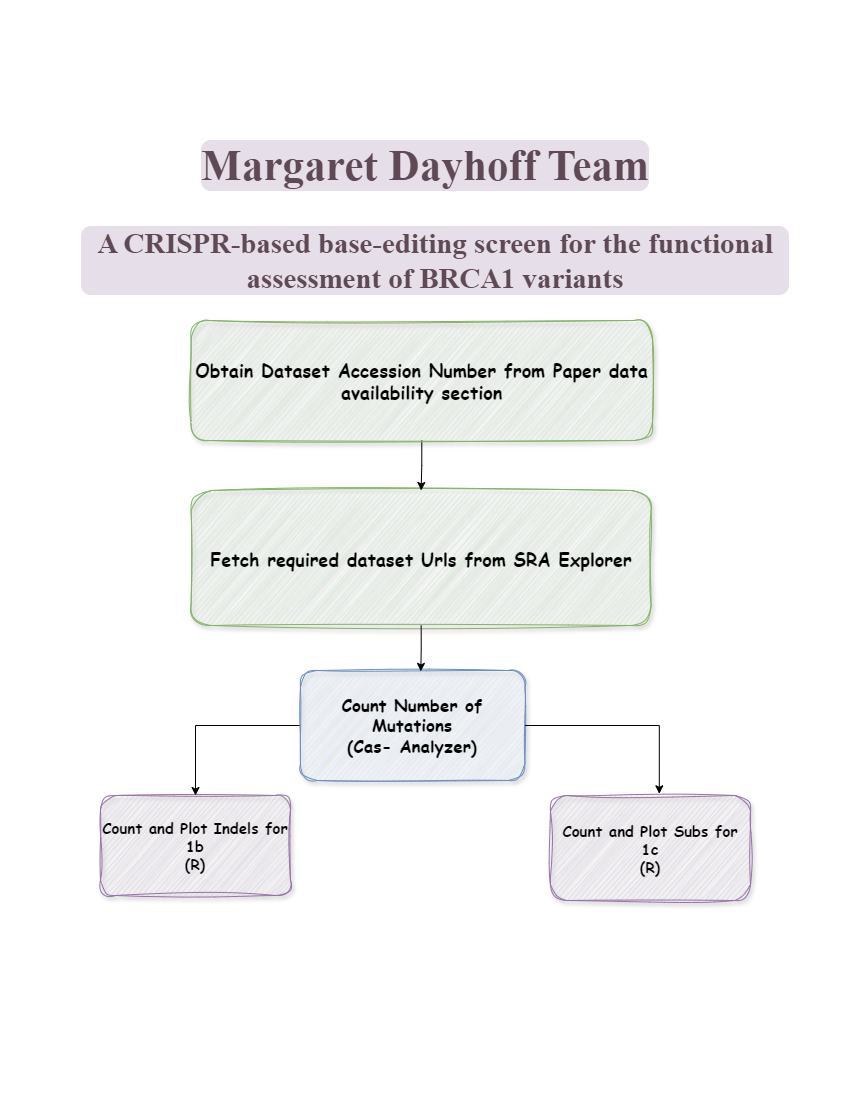 Margaret Dayhoff Team
A CRISPR-based base-editing screen for the functional
assessment of BRCA1 variants
Obtain Dataset Accession Number from Paper data
availability section
Fetch required dataset Urls from SRA Explorer
Count Number of
Mutations
(Cas- Analyzer)
Count and Plot Indels for
1b
(R)
Count and Plot Subs for
1c
(R)